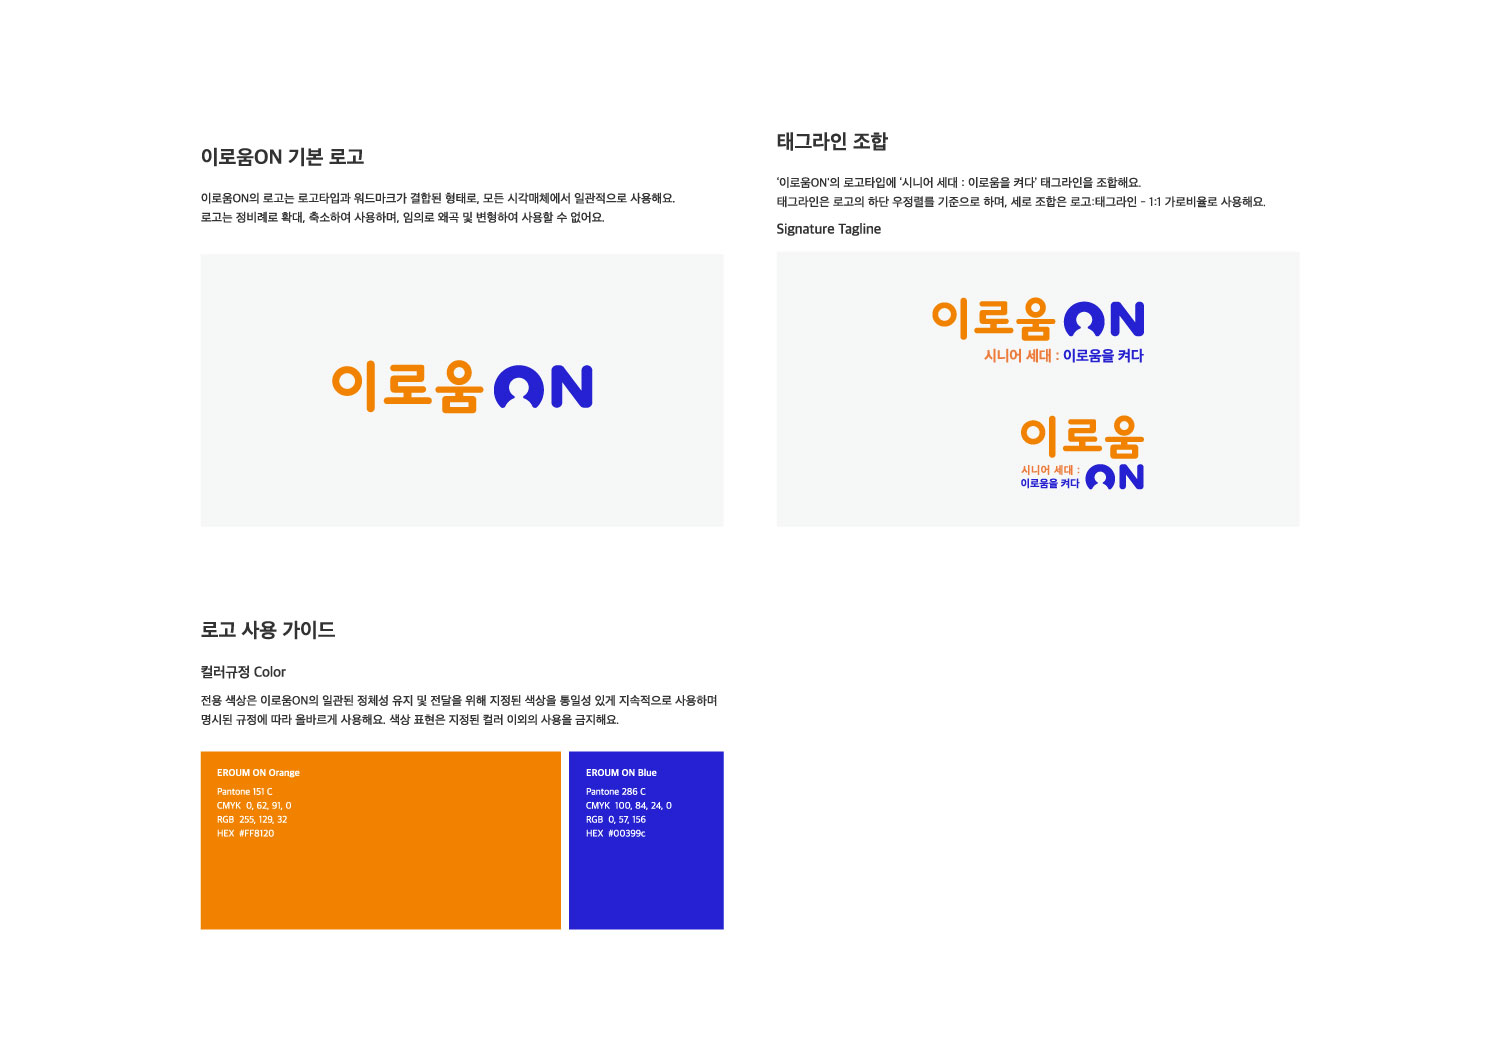 이로움ON 기본 로고
이로움ON의 로고는 로고타입과 워드마크가 결합된 형태로, 모든 시각매체에서 일관적으로 사용해요.
로고는 정비례로 확대, 축소하여 사용하며, 임의로 왜곡 및 변형하여 사용할 수 없어요.
이로움ON
태그라인 조합
‘이로움ON'의 로고타입에 ‘시니어 세대 : 이로움을 켜다’ 태그라인을 조합해요.
태그라인은 로고의 하단 우정렬를 기준으로 하며, 세로 조합은 로고:태그라인 - 1:1 가로비율로 사용해요.
Signature Tagline
이로움ON
시니어 세대 : 이로움을 켜다
이로움
시니어 세대 :
이로움을 켜다 ON
로고 사용 가이드
컬러규정 Color
전용 색상은 이로움ON의 일관된 정체성 유지 및 전달을 위해 지정된 색상을 통일성 있게 지속적으로 사용하며
명시된 규정에 따라 올바르게 사용해요. 색상 표현은 지정된 컬러 이외의 사용을 금지해요.
EROUM ON Orange
Pantone 151 C
CMYK 0, 62, 91, 0
RGB 255, 129, 32
HEX #FF8120
EROUM ON Blue
Pantone 286 C
CMYK 100, 84, 24, 0
RGB 0, 57, 156
HEX #00399c